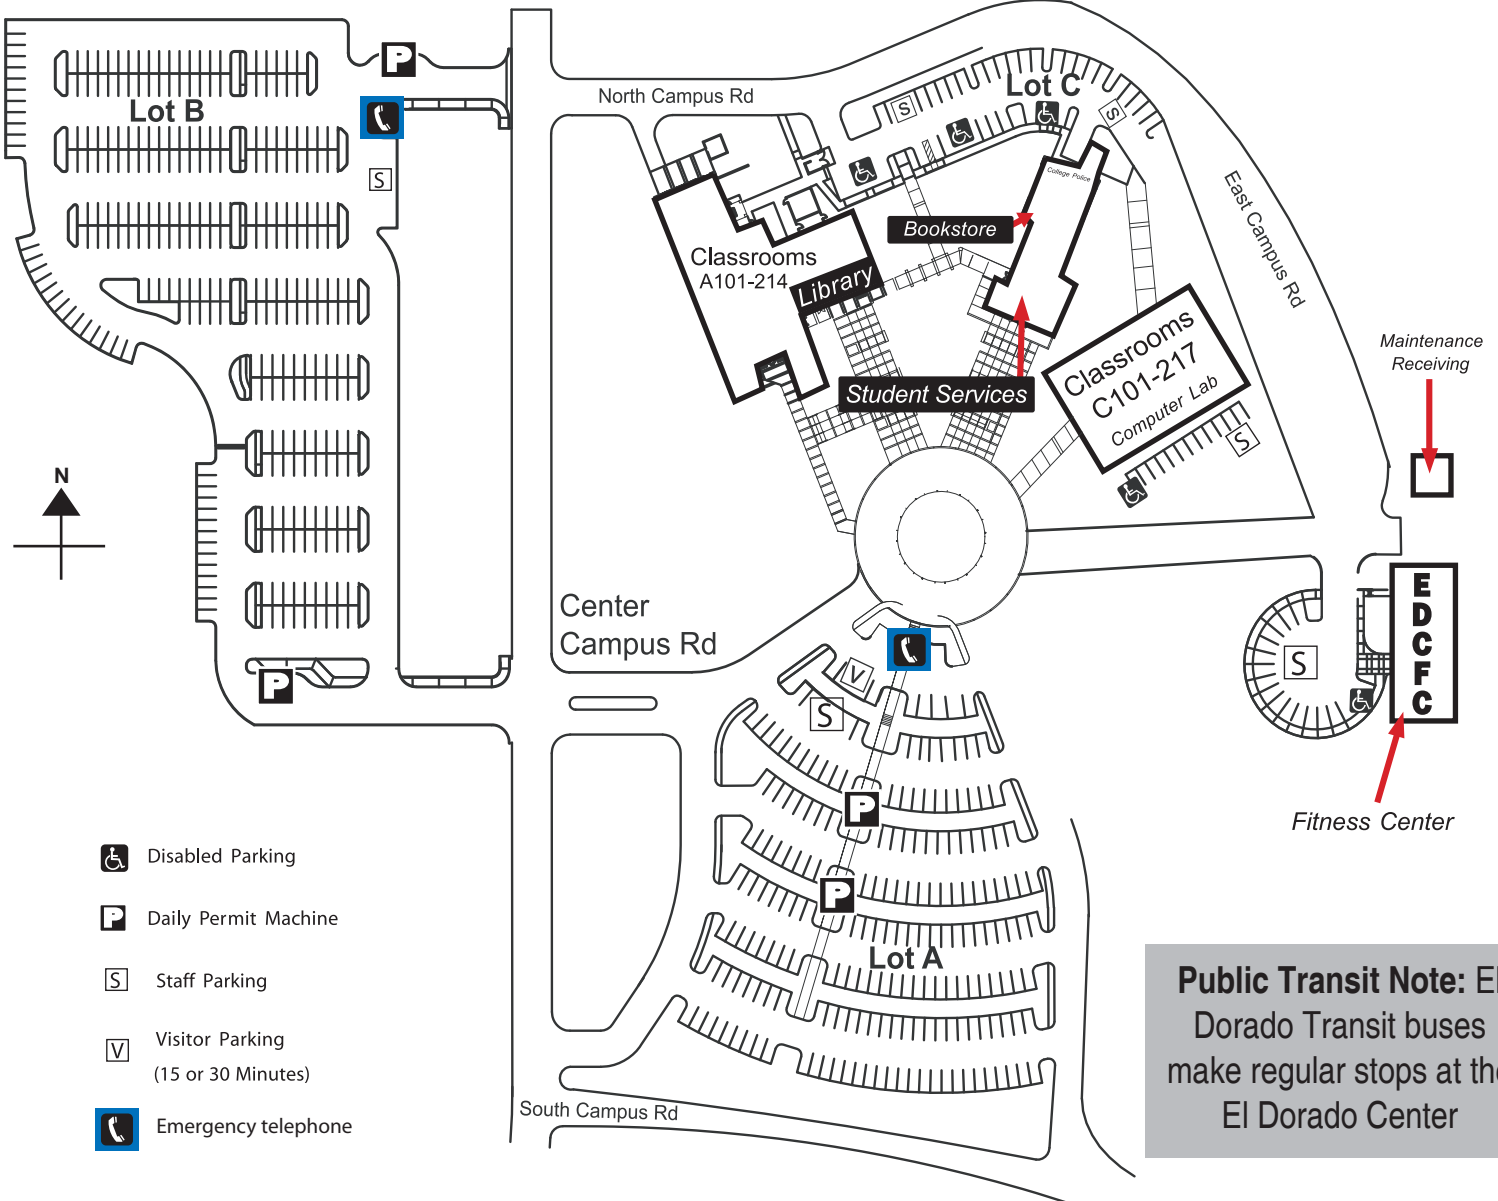 P
Lot B
S
North Campus Rd
Lot C
S
S
College Police
Bookstore
East Campus Rd
Classrooms
A101-214
Library
Student Services
Classrooms
C101-217
Computer Lab
S
Maintenance
Receiving
N
Center
Campus Rd
P
V
S
S
E
D
C
F
C
Fitness Center
P
P
Lot A
Disabled Parking
P
Daily Permit Machine
S
Staff Parking
V
Visitor Parking
(15 or 30 Minutes)
Emergency telephone
South Campus Rd
Public Transit Note: El
Dorado Transit buses
make regular stops at the
El Dorado Center